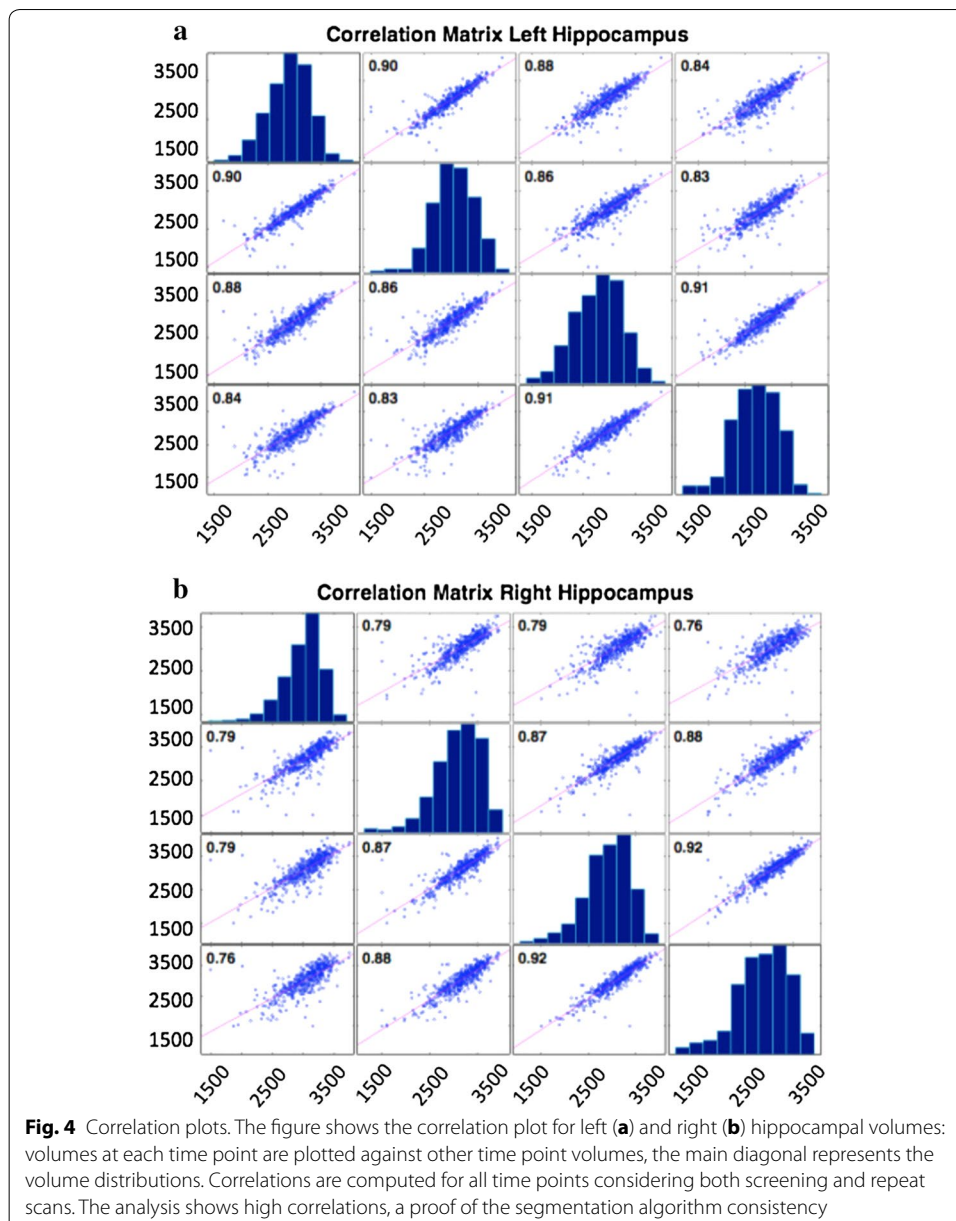 a
Correlation Matrix Left Hippocampus
3500 0.90 0.88 0.84
2500
1500
3500 0.90 0.86 0.83
2500
1500
3500 0.88 0.86 0.91
2500
1500
3500 0.84 0.83 0.91
2500
1500
1500 2500 3500 1500 2500 3500 1500 2500 3500 1500 2500 3500
b
Correlation Matrix Right Hippocampus
3500 0.79 0.79 0.76
2500
1500
3500 0.79 0.87 0.88
2500
1500
3500 0.79 0.87 0.92
2500
1500
3500 0.76 0.88 0.92
2500
1500
1500 2500 3500 1500 2500 3500 1500 2500 3500 1500 2500 3500
Fig. 4 Correlation plots. The figure shows the correlation plot for left (a) and right (b) hippocampal volumes:
volumes at each time point are plotted against other time point volumes, the main diagonal represents the
volume distributions. Correlations are computed for all time points considering both screening and repeat
scans. The analysis shows high correlations, a proof of the segmentation algorithm consistency